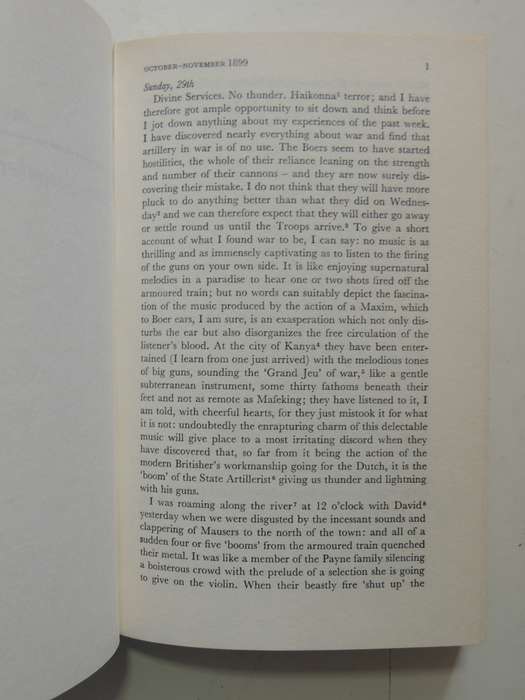 OCTOBER–NOVEMBER 1899 1
Sunday, 29th
Divine Services. No thunder. Haikonna¹ terror; and I have
therefore got ample opportunity to sit down and think before
I jot down anything about my experiences of the past week.
I have discovered nearly everything about war and find that
artillery in war is of no use. The Boers seem to have started
hostilities, the whole of their reliance leaning on the strength
and number of their cannons – and they are now surely dis-
covering their mistake. I do not think that they will have more
pluck to do anything better than what they did on Wednes-
day² and we can therefore expect that they will either go away
or settle round us until the Troops arrive.³ To give a short
account of what I found war to be, I can say: no music is as
thrilling and as immensely captivating as to listen to the firing
of the guns on your own side. It is like enjoying supernatural
melodies in a paradise to hear one or two shots fired off the
armoured train; but no words can suitably depict the fascina-
tion of the music produced by the action of a Maxim, which
to Boer ears, I am sure, is an exasperation which not only dis-
turbs the ear but also disorganizes the free circulation of the
listener's blood. At the city of Kanya⁴ they have been enter-
tained (I learn from one just arrived) with the melodious tones
of big guns, sounding the 'Grand Jeu' of war,⁵ like a gentle
subterranean instrument, some thirty fathoms beneath their
feet and not as remote as Mafeking; they have listened to it, I
am told, with cheerful hearts, for they just mistook it for what
it is not: undoubtedly the enrapturing charm of this delectable
music will give place to a most irritating discord when they
have discovered that, so far from it being the action of the
modern Britisher's workmanship going for the Dutch, it is the
'boom' of the State Artillerist⁶ giving us thunder and lightning
with his guns.
I was roaming along the river⁷ at 12 o'clock with David⁸
yesterday when we were disgusted by the incessant sounds and
clappering of Mausers to the north of the town: and all of a
sudden four or five 'booms' from the armoured train quenched
their metal. It was like a member of the Payne family silencing
a boisterous crowd with the prelude of a selection she is going
to give on the violin. When their beastly fire 'shut up' the